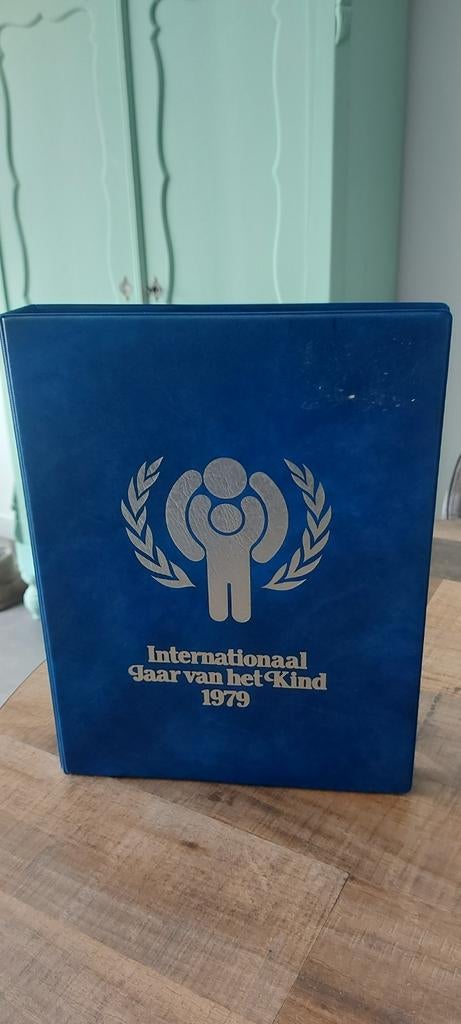 Internationaal
Jaar van het Kind
1979